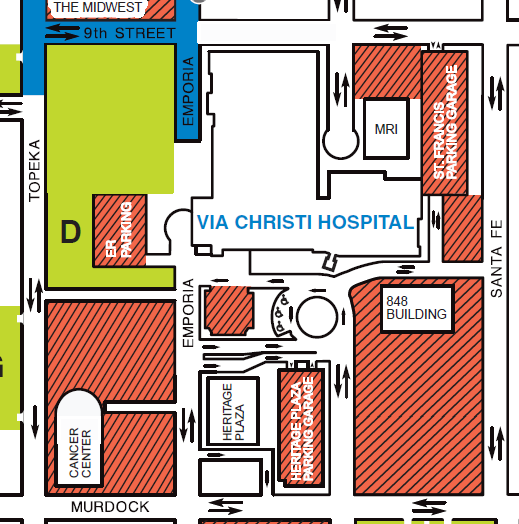 THE MIDWEST
9th STREET
EMPORIA
TOPEKA
MRI
ST. FRANCIS
PARKING GARAGE
VIA CHRISTI HOSPITAL
D
ER
PARKING
SANTA FE
EMPORIA
848
BUILDING
HERITAGE
PLAZA
HERITAGE PLAZA
PARKING GARAGE
CANCER
CENTER
MURDOCK